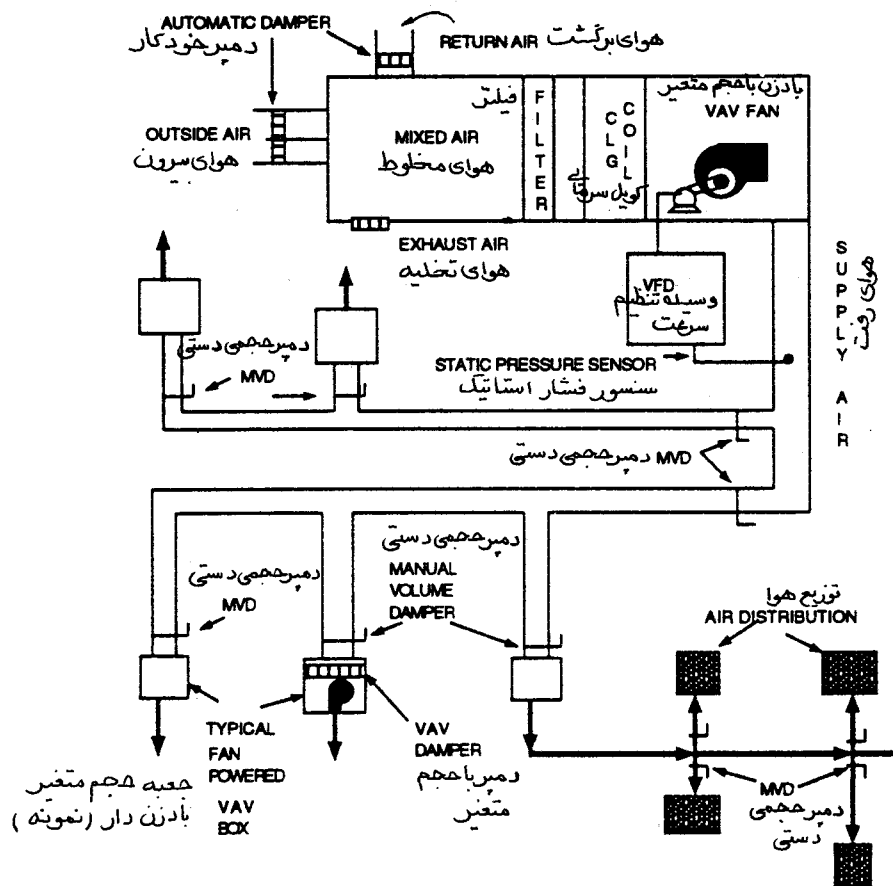 AUTOMATIC DAMPER
دمپر خودکار
RETURN AIR هوای برگشت
OUTSIDE AIR
هوای بیرون
فیلتر
MIXED AIR
هوای مخلوط
FILTER
CLG COIL
کویل سرمایی
بادزن باحجم متغیر
VAV FAN
EXHAUST AIR
هوای تخلیه
VFD
وسیله تنظیم
سرعت
SUPPLY AIR
هوای رفت
دمپر حجمی دستی
MVD
STATIC PRESSURE SENSOR
سنسور فشار استاتیک
دمپر حجمی دستی MVD
دمپر حجمی دستی
MVD
دمپر حجمی دستی
MANUAL
VOLUME
DAMPER
توزیع هوا
AIR DISTRIBUTION
TYPICAL
FAN
POWERED
VAV
BOX
جعبه حجم متغیر
بادزن دار (نمونه)
VAV
DAMPER
دمپر باحجم
متغیر
MVD
دمپر حجمی
دستی